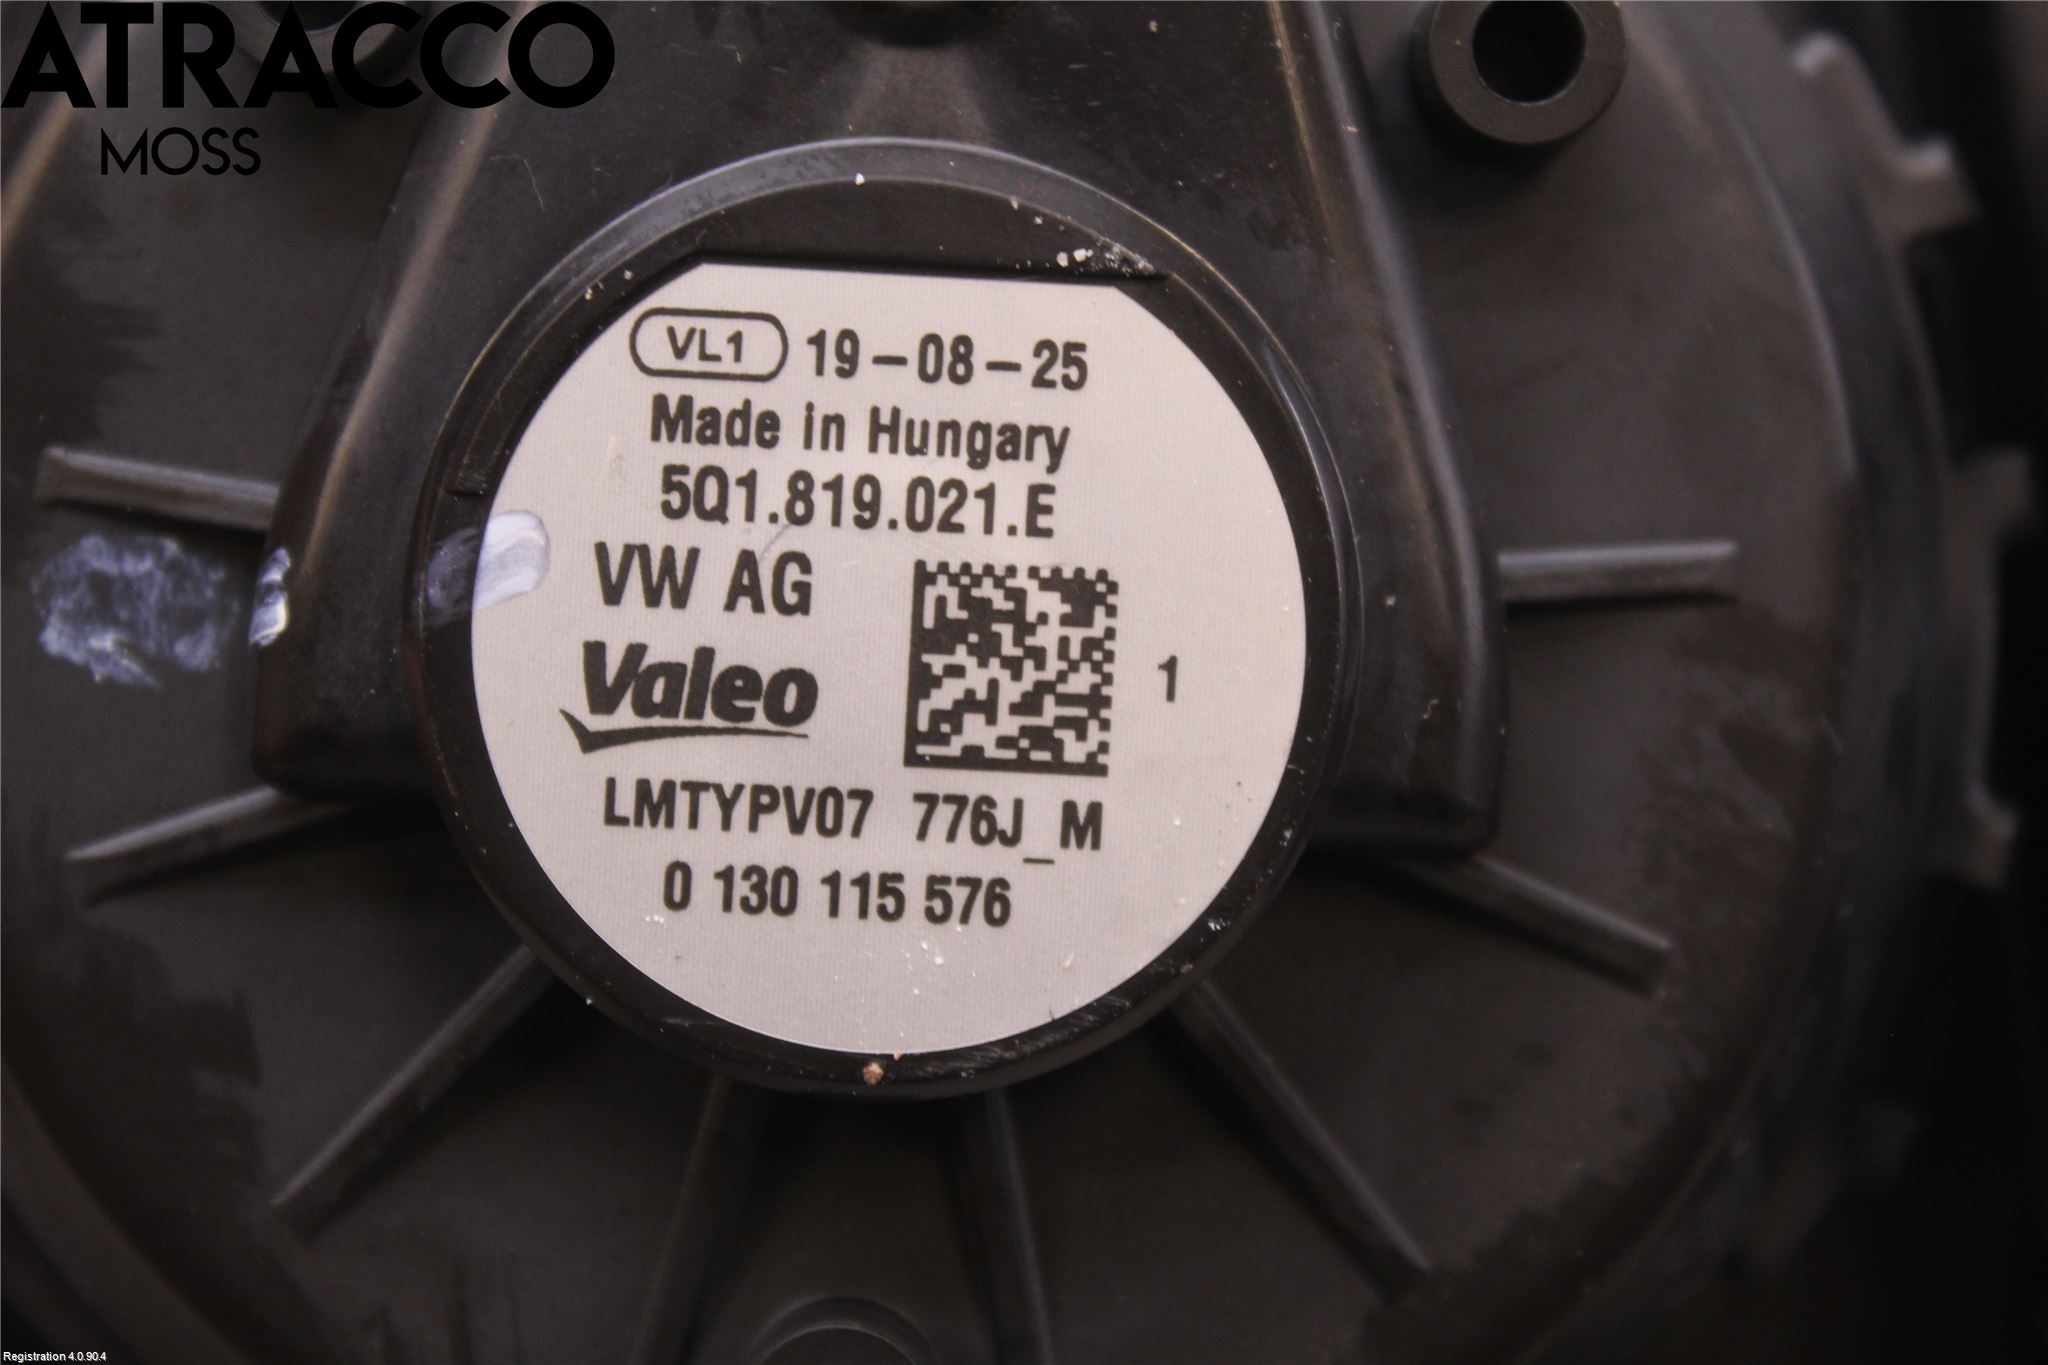 ATRACCO
MOSS
VL1 19-08-25
Made in Hungary
5Q1.819.021.E
VW AG
Valeo
1
LMTYPV07 776J_M
0 130 115 576
Registration 4.0.90.4